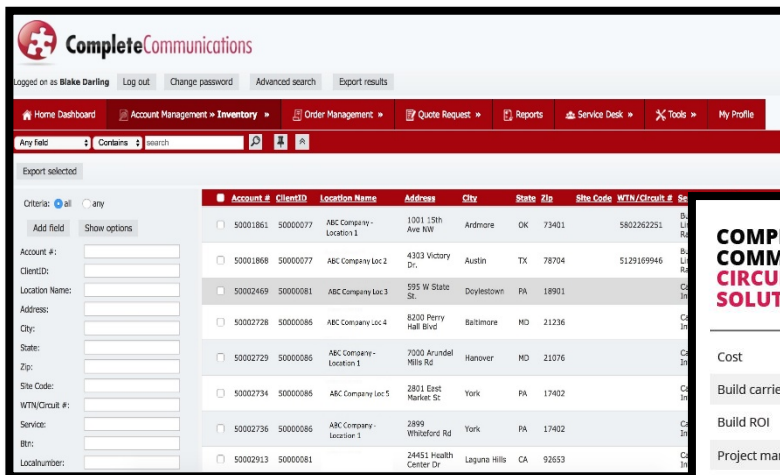 CompleteCommunications
Logged on as Blake Darling Log out Change password Advanced search Export results
Home Dashboard Account Management » Inventory » Order Management » Quote Request » Reports Service Desk » Tools » My Profile
Any field Contains search
Export selected
Criteria: all any
Add field Show options
Account #:
ClientID:
Location Name:
Address:
City:
State:
Zip:
Site Code:
WTN/Circuit #:
Service:
Btn:
Localnumber:
Account # ClientID Location Name Address City State Zip Site Code WTN/Circuit #
50001861 50000077 ABC Company - Location 1 1001 15th Ave NW Ardmore OK 73401 5802262251
50001868 50000077 ABC Company Loc 2 4303 Victory Dr. Austin TX 78704 5129169946
50002469 50000081 ABC Company Loc 3 595 W State St. Doylestown PA 18901
50002728 50000086 ABC Company Loc 4 8200 Perry Hall Blvd Baltimore MD 21236
50002729 50000086 ABC Company - Location 1 7000 Arundel Mills Rd Hanover MD 21076
50002734 50000086 ABC Company Loc 5 2801 East Market St York PA 17402
50002736 50000086 ABC Company - Location 1 2899 Whiteford Rd York PA 17402
50002913 50000081 24451 Health Center Dr Laguna Hills CA 92653
Cost
Build
Build ROI
Project